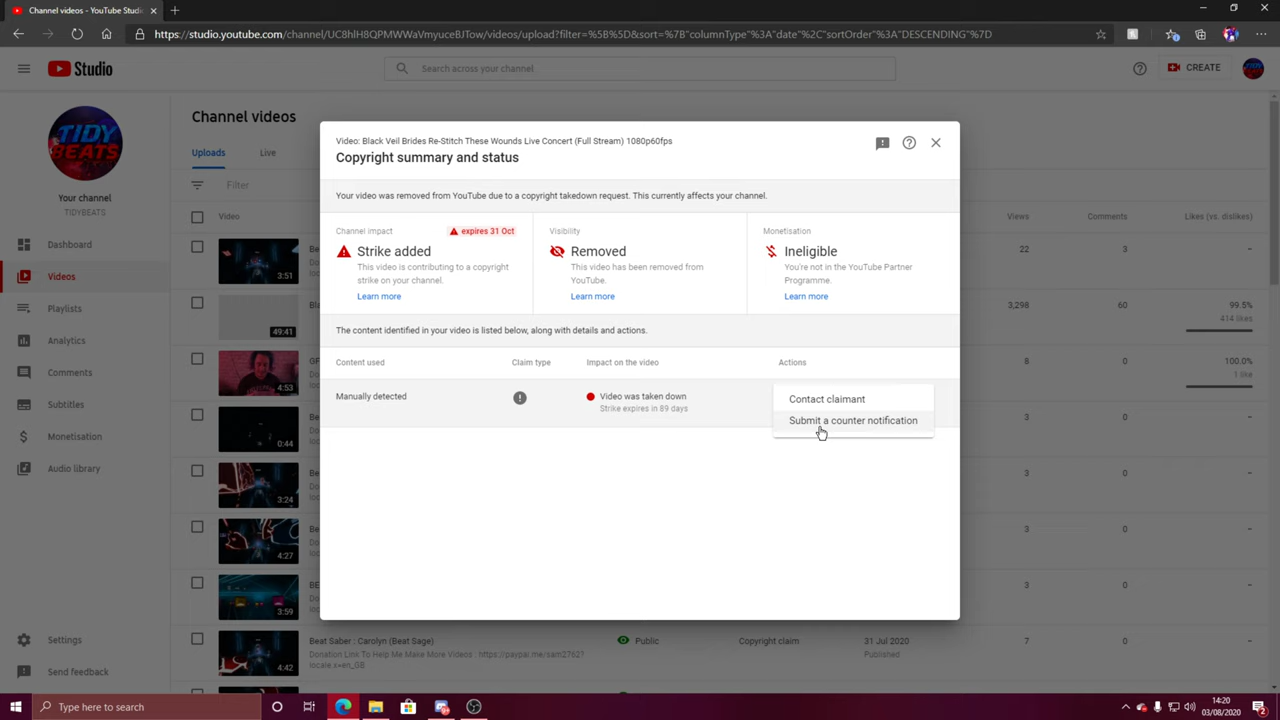 Channel videos - YouTube Studio
https://studio.youtube.com/channel/UC8hlH8QPMWWaVmyuceBJTow/videos/upload?filter=%5B%5D&sort=%7B"columnType"%3A"date"%2C"sortOrder"%3A"DESCENDING"%7D
Studio
Search across your channel
CREATE
TIDY
BEATS
Your channel
TIDYBEATS
Dashboard
Videos
Playlists
Analytics
Comments
Subtitles
Monetisation
Audio library
Settings
Send feedback
Channel videos
Uploads
Live
Filter
Video
Views
Comments
Likes (vs. dislikes)
3:51
22
3
–
49:41
3,298
60
99.5%
414 likes
4:53
8
0
100.0%
1 like
0:44
3
0
–
3:24
3
0
–
4:27
3
0
–
3:59
3
0
–
4:42
Beat Saber : Carolyn (Beat Sage)
Donation Link To Help Me Make More Videos : https://paypal.me/sam2762?
locale.x=en_GB
Public
Copyright claim
31 Jul 2020
Published
7
0
–
Video: Black Veil Brides Re-Stitch These Wounds Live Concert (Full Stream) 1080p60fps
Copyright summary and status
Your video was removed from YouTube due to a copyright takedown request. This currently affects your channel.
Channel impact
expires 31 Oct
Strike added
This video is contributing to a copyright
strike on your channel.
Learn more
Visibility
Removed
This video has been removed from
YouTube.
Learn more
Monetisation
Ineligible
You're not in the YouTube Partner
Programme.
Learn more
The content identified in your video is listed below, along with details and actions.
Content used
Claim type
Impact on the video
Actions
Manually detected
Video was taken down
Strike expires in 89 days
Contact claimant
Submit a counter notification
Type here to search
14:20
03/08/2020
2